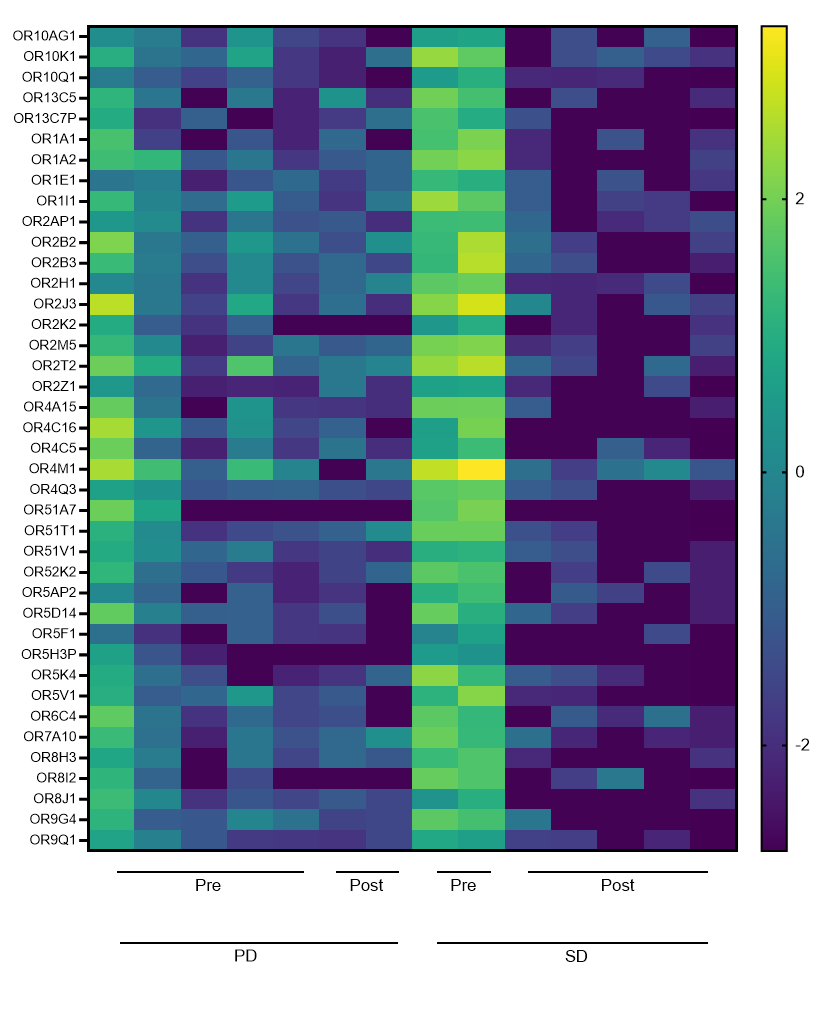 OR10AG1
OR10K1
OR10Q1
OR13C5
OR13C7P
OR1A1
OR1A2
OR1E1
OR1I1
OR2AP1
OR2B2
OR2B3
OR2H1
OR2J3
OR2K2
OR2M5
OR2T2
OR2Z1
OR4A15
OR4C16
OR4C5
OR4M1
OR4Q3
OR51A7
OR51T1
OR51V1
OR52K2
OR5AP2
OR5D14
OR5F1
OR5H3P
OR5K4
OR5V1
OR6C4
OR7A10
OR8H3
OR8I2
OR8J1
OR9G4
OR9Q1
2
0
-2
Pre Post Pre Post
PD SD